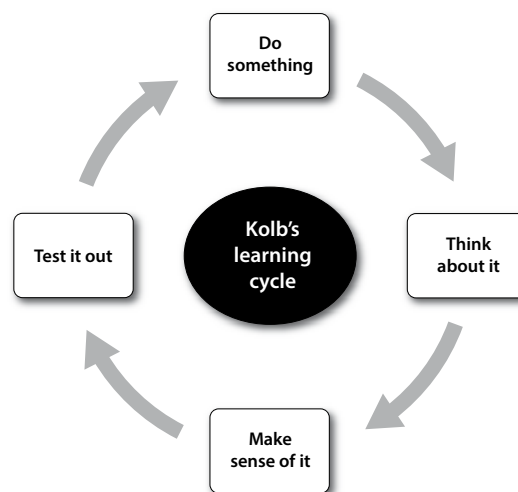 Do
something
Kolb's
learning
cycle
Think
about it
Test it out
Make
sense of it